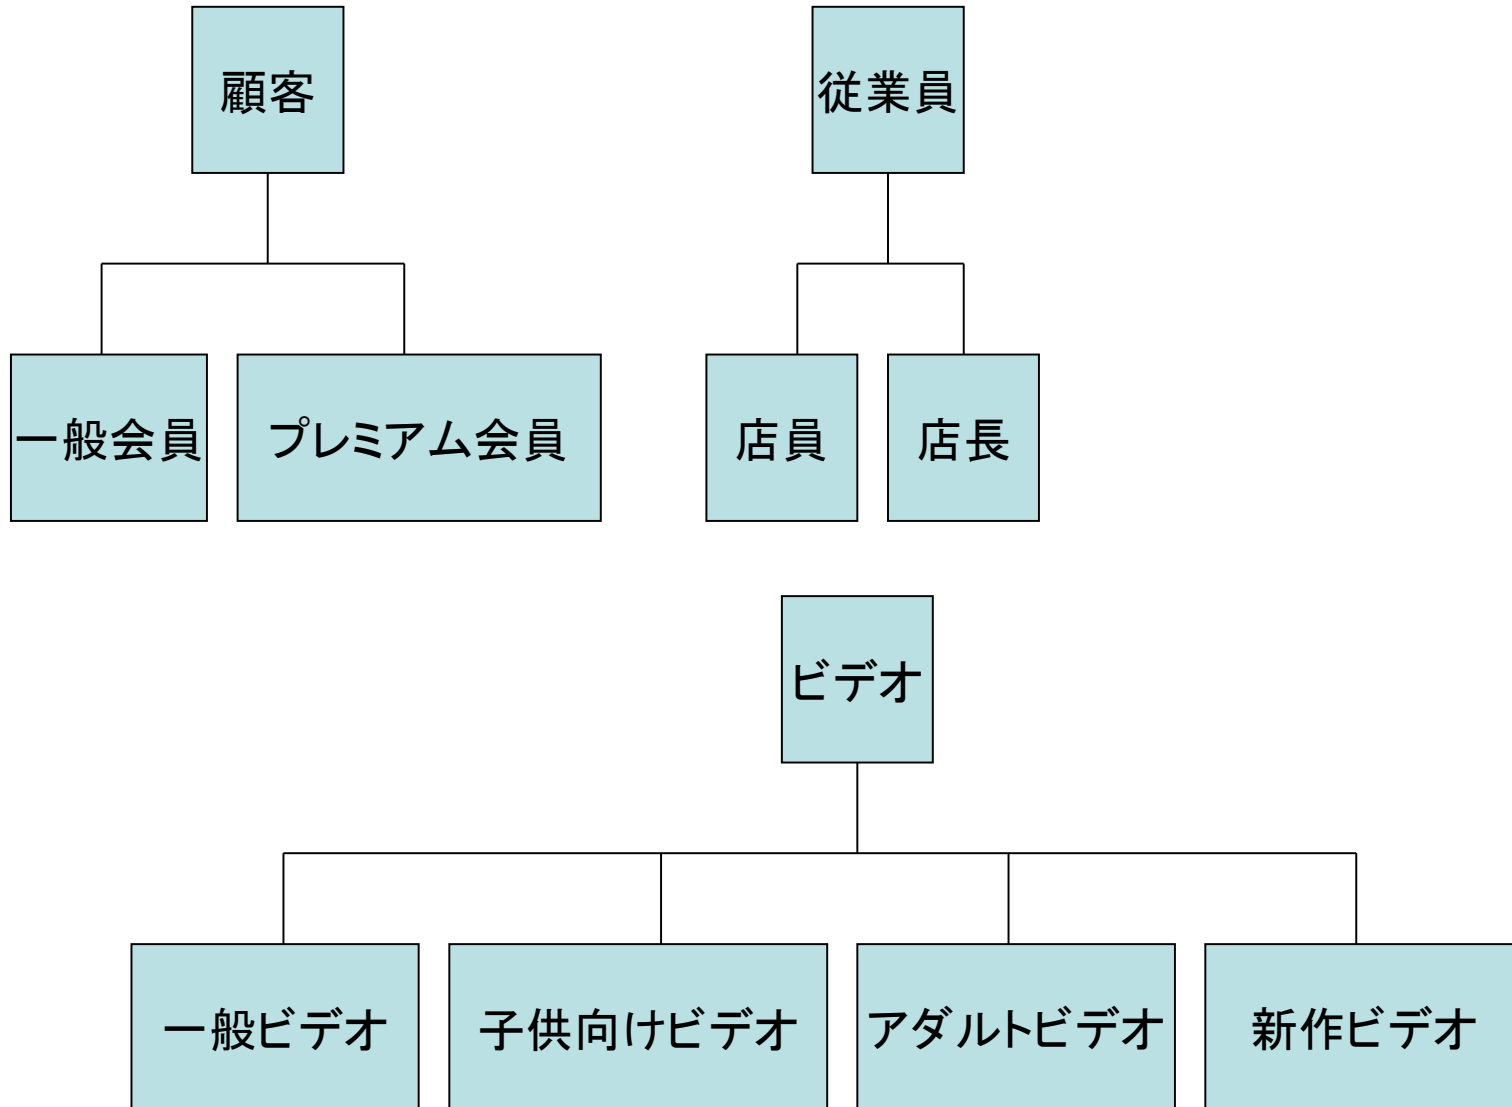 顧客
従業員
一般会員
プレミアム会員
店員
店長
ビデオ
一般ビデオ
子供向けビデオ
アダルトビデオ
新作ビデオ